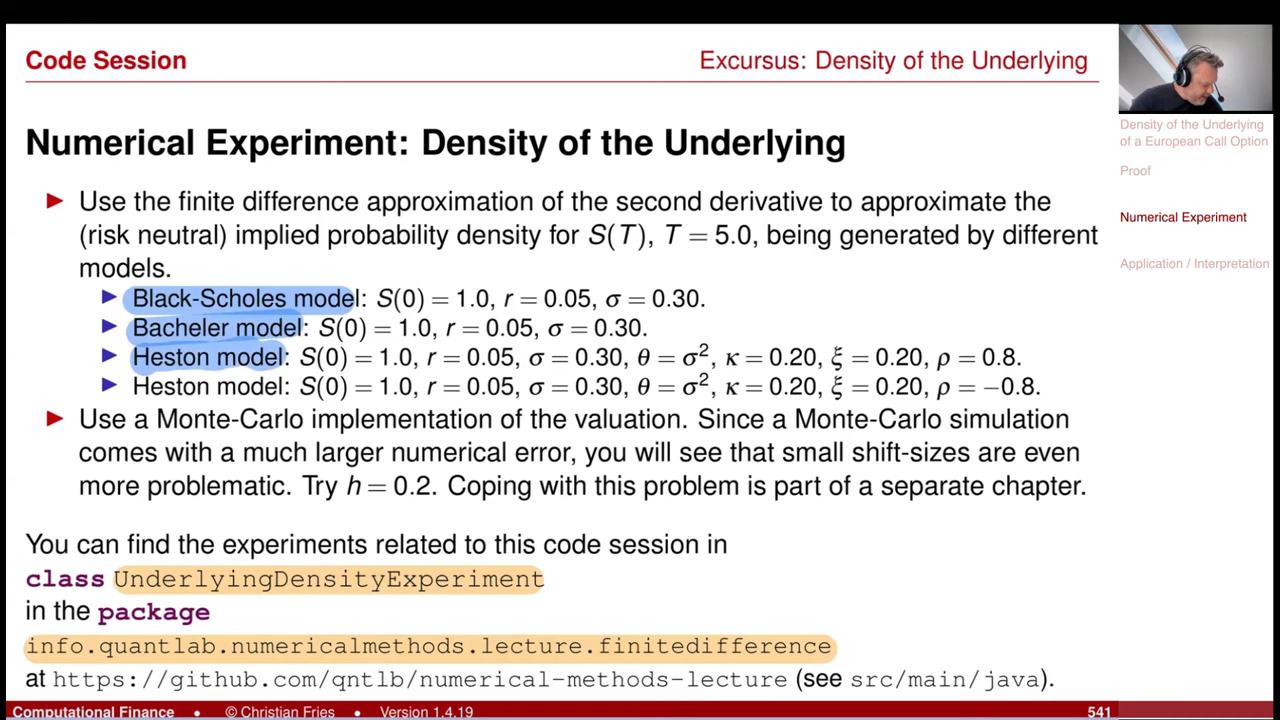 Code Session
Excursus: Density of the Underlying
Numerical Experiment: Density of the Underlying
► Use the finite difference approximation of the second derivative to approximate the
(risk neutral) implied probability density for S(T), T = 5.0, being generated by different
models.
► Black-Scholes model: S(0) = 1.0, r = 0.05, σ = 0.30.
► Bacheler model: S(0) = 1.0, r = 0.05, σ = 0.30.
► Heston model: S(0) = 1.0, r = 0.05, σ = 0.30, θ = σ², κ = 0.20, ξ = 0.20, ρ = 0.8.
► Heston model: S(0) = 1.0, r = 0.05, σ = 0.30, θ = σ², κ = 0.20, ξ = 0.20, ρ = −0.8.
► Use a Monte-Carlo implementation of the valuation. Since a Monte-Carlo simulation
comes with a much larger numerical error, you will see that small shift-sizes are even
more problematic. Try h = 0.2. Coping with this problem is part of a separate chapter.
You can find the experiments related to this code session in
class UnderlyingDensityExperiment
in the package
info.quantlab.numericalmethods.lecture.finitedifference
at https://github.com/qntlb/numerical-methods-lecture (see src/main/java).
Density of the Underlying
of a European Call Option
Proof
Numerical Experiment
Application / Interpretation
Computational Finance • © Christian Fries • Version 1.4.19
541